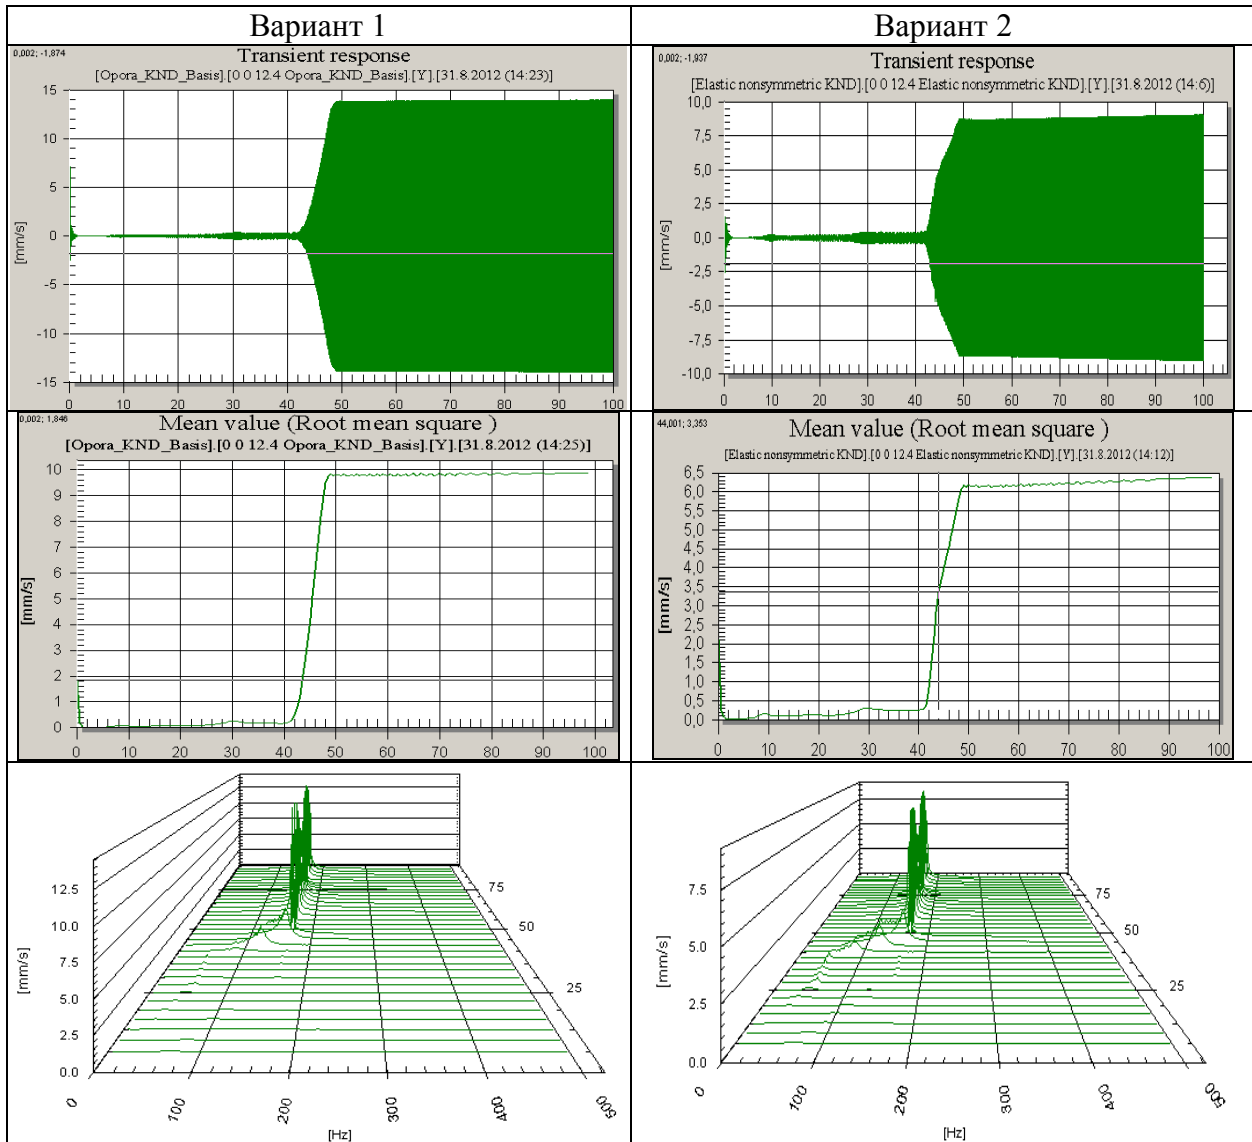 Вариант 1
Вариант 2
0,002; -1,874
Transient response
[Opora_KND_Basis].[0 0 12.4 Opora_KND_Basis].[Y].[31.8.2012 (14:23)]
15
10
5
0
-5
-10
-15
[mm/s]
0 10 20 30 40 50 60 70 80 90 100
0,002; -1,937
Transient response
[Elastic nonsymmetric KND].[0 0 12.4 Elastic nonsymmetric KND].[Y].[31.8.2012 (14:6)]
10,0
7,5
5,0
2,5
0,0
-2,5
-5,0
-7,5
-10,0
[mm/s]
0 10 20 30 40 50 60 70 80 90 100
0,002; 1,846
Mean value (Root mean square )
[Opora_KND_Basis].[0 0 12.4 Opora_KND_Basis].[Y].[31.8.2012 (14:25)]
10
9
8
7
6
5
4
3
2
1
0
[mm/s]
0 10 20 30 40 50 60 70 80 90 100
44,001; 3,353
Mean value (Root mean square )
[Elastic nonsymmetric KND].[0 0 12.4 Elastic nonsymmetric KND].[Y].[31.8.2012 (14:12)]
6,5
6,0
5,5
5,0
4,5
4,0
3,5
3,0
2,5
2,0
1,5
1,0
0,5
0,0
[mm/s]
0 10 20 30 40 50 60 70 80 90 100
12.5
10.0
7.5
5.0
2.5
0.0
[mm/s]
75
50
25
0 100 200 300 400 500
[Hz]
7.5
5.0
2.5
0.0
[mm/s]
75
50
25
0 100 200 300 400 500
[Hz]